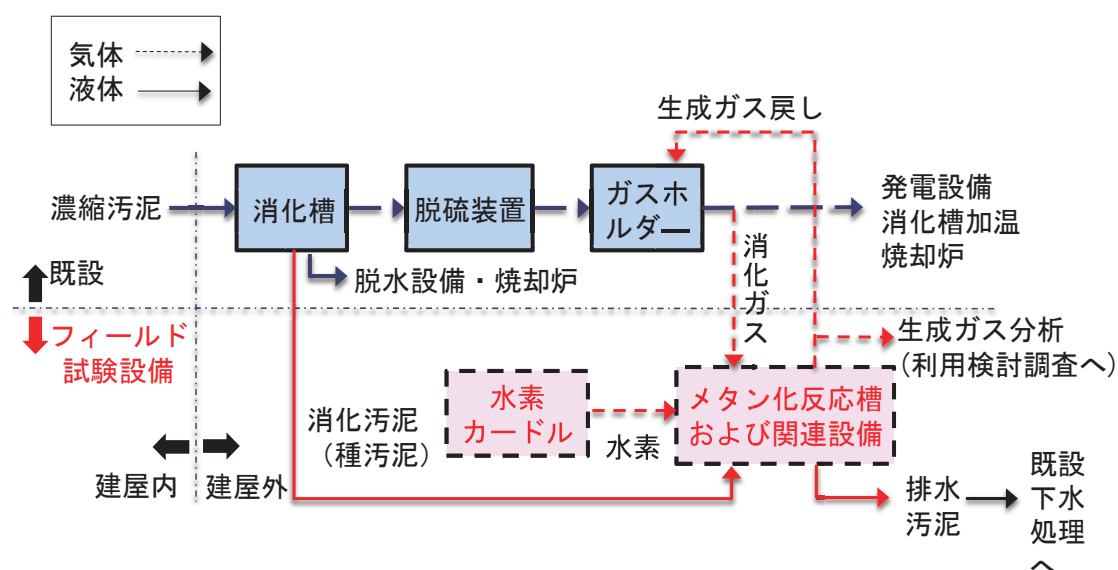 気体
液体
生成ガス戻し
濃縮汚泥
消化槽
脱硫装置
ガスホ
ルダー
発電設備
消化槽加温
焼却炉
消化ガス
脱水設備・焼却炉
既設
フィールド
試験設備
生成ガス分析
(利用検討調査へ)
水素
カードル
水素
メタン化反応槽
および関連設備
消化汚泥
(種汚泥)
建屋内
建屋外
排水
汚泥
既設
下水
処理
へ